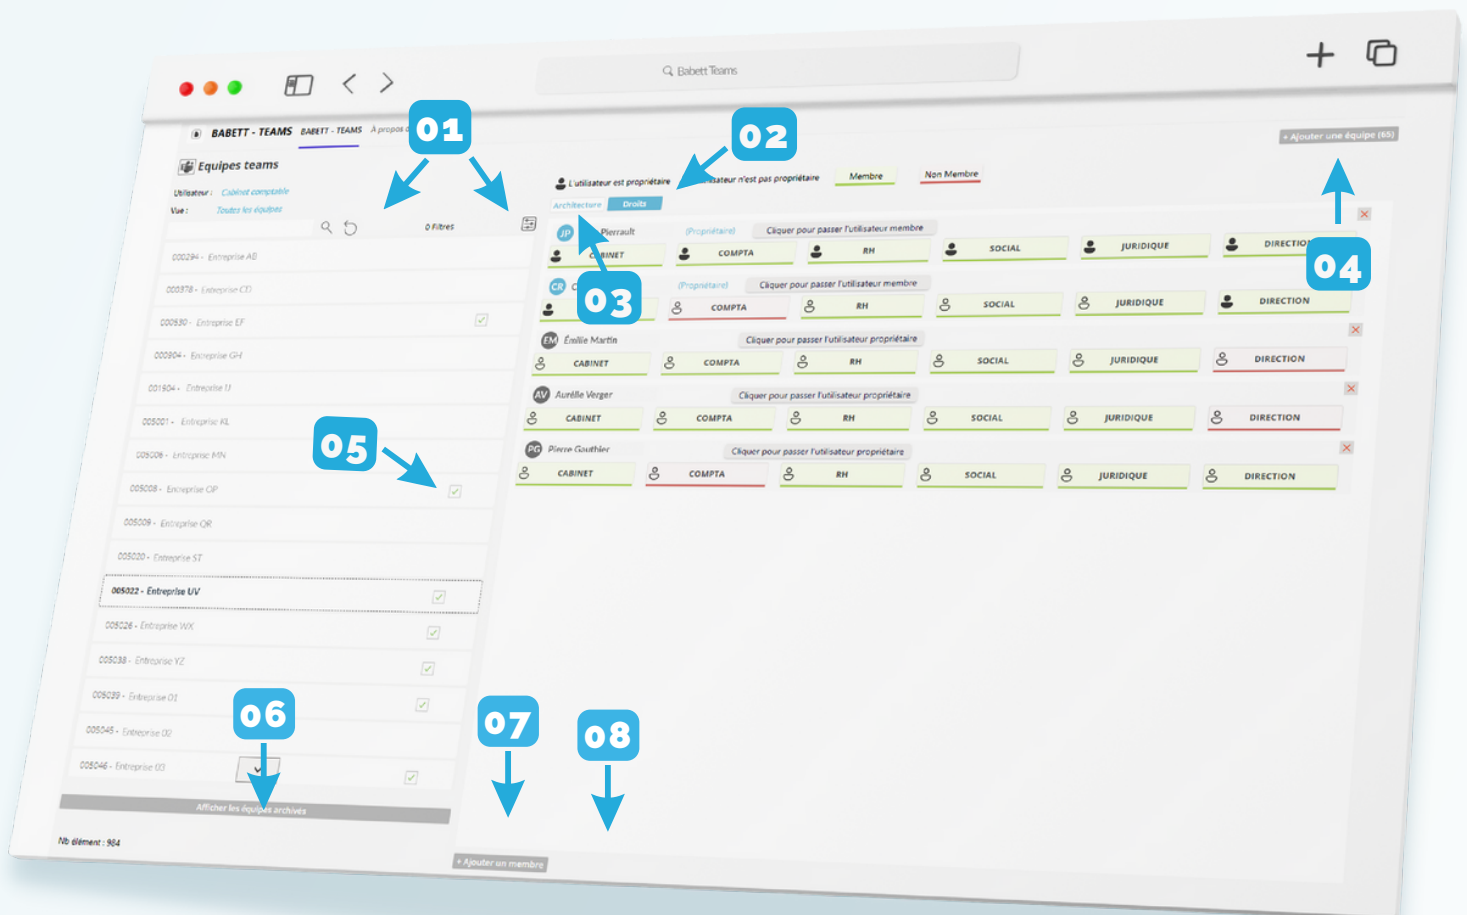 Babett Teams
BABETT - TEAMS
BABETT - TEAMS
À propos
01
02
+ Ajouter une équipe (65)
Equipes teams
Utilisateur : Cabinet comptable
Vue : Toutes les équipes
0 Filtres
L'utilisateur est propriétaire
n'est pas propriétaire
Membre
Non Membre
Architecture
Droits
04
03
JP Pierrault (Propriétaire) Cliquer pour passer l'utilisateur membre
COMPTA RH SOCIAL JURIDIQUE
CR (Propriétaire) Cliquer pour passer l'utilisateur membre
COMPTA RH SOCIAL JURIDIQUE DIRECTION
EM Émilie Martin Cliquer pour passer l'utilisateur propriétaire
CABINET COMPTA RH SOCIAL JURIDIQUE DIRECTION
AV Aurélie Verger Cliquer pour passer l'utilisateur propriétaire
CABINET COMPTA RH SOCIAL JURIDIQUE DIRECTION
PG Pierre Gauthier Cliquer pour passer l'utilisateur propriétaire
CABINET COMPTA RH SOCIAL JURIDIQUE DIRECTION
000294 - Entreprise AB
000378 - Entreprise CD
000530 - Entreprise EF
000904 - Entreprise GH
001904 - Entreprise IJ
005001 - Entreprise KL
05
005006 - Entreprise MN
005008 - Entreprise OP
005009 - Entreprise QR
005020 - Entreprise ST
005022 - Entreprise UV
005026 - Entreprise WX
005038 - Entreprise YZ
005039 - Entreprise 01
06
005045 - Entreprise 02
005046 - Entreprise 03
07
08
Afficher les équipes archivés
Nb élément : 984
+ Ajouter un membre